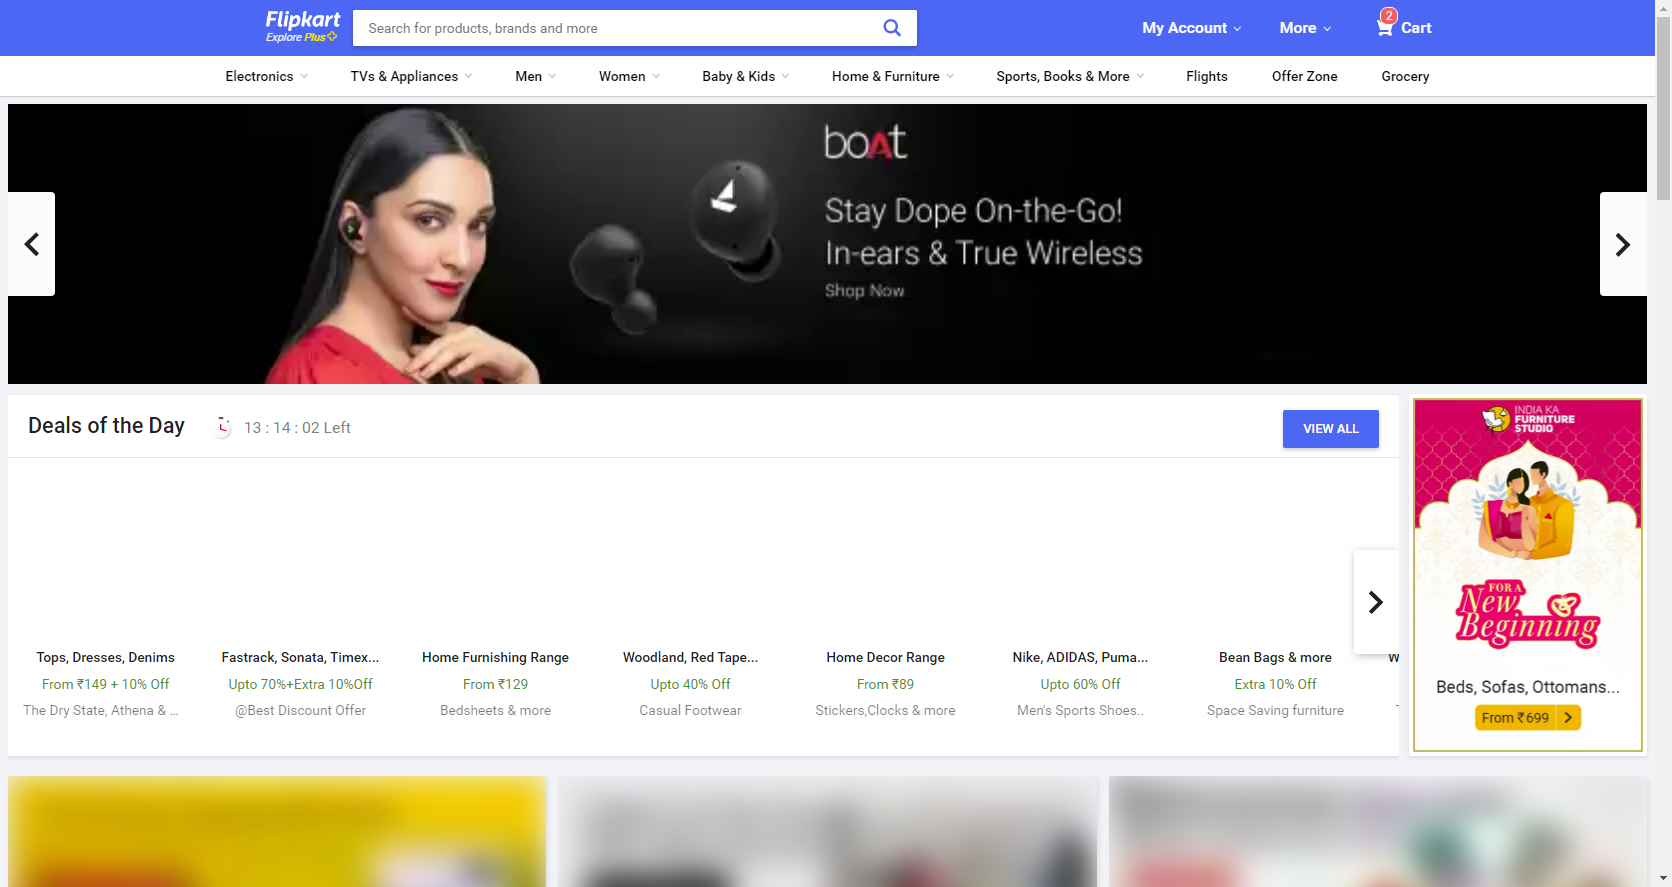 Flipkart
Explore Plus
Search for products, brands and more
My Account
More
2
Cart
Electronics
TVs & Appliances
Men
Women
Baby & Kids
Home & Furniture
Sports, Books & More
Flights
Offer Zone
Grocery
boAt
Stay Dope On-the-Go!
In-ears & True Wireless
Shop Now
Deals of the Day
13 : 14 : 02 Left
VIEW ALL
Tops, Dresses, Denims
From ₹149 + 10% Off
The Dry State, Athena & ...
Fastrack, Sonata, Timex...
Upto 70%+Extra 10%Off
@Best Discount Offer
Home Furnishing Range
From ₹129
Bedsheets & more
Woodland, Red Tape...
Upto 40% Off
Casual Footwear
Home Decor Range
From ₹89
Stickers,Clocks & more
Nike, ADIDAS, Puma...
Upto 60% Off
Men's Sports Shoes..
Bean Bags & more
Extra 10% Off
Space Saving furniture
INDIA KA
FURNITURE
STUDIO
FOR A
New
Beginning
Beds, Sofas, Ottomans...
From ₹699